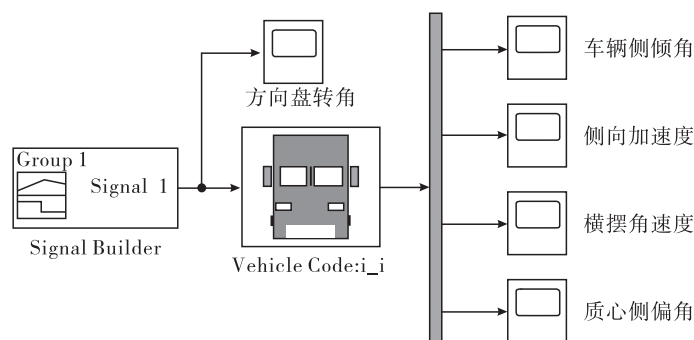 车辆侧倾角
方向盘转角
侧向加速度
Group 1
Signal 1
Signal Builder
Vehicle Code:i_i
横摆角速度
质心侧偏角